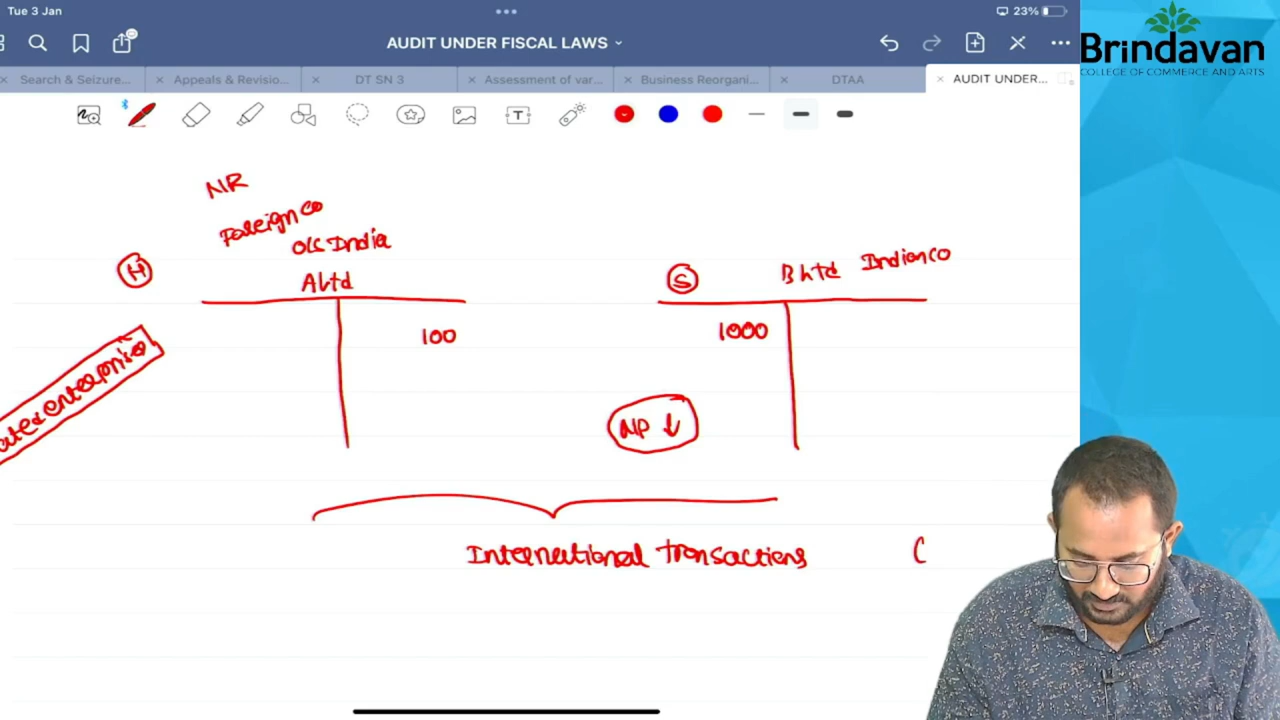 Tue 3 Jan
23%
AUDIT UNDER FISCAL LAWS
Search & Seizure...
Appeals & Revisio...
DT SN 3
Assessment of var...
Business Reorgani...
DTAA
AUDIT UNDER...
Brindavan
COLLEGE OF COMMERCE AND ARTS
T
NR
Foreign Co
O/S India
H
A Ltd
S
B Ltd Indian Co
100
1000
enterprise
NP ↓
International transactions
(